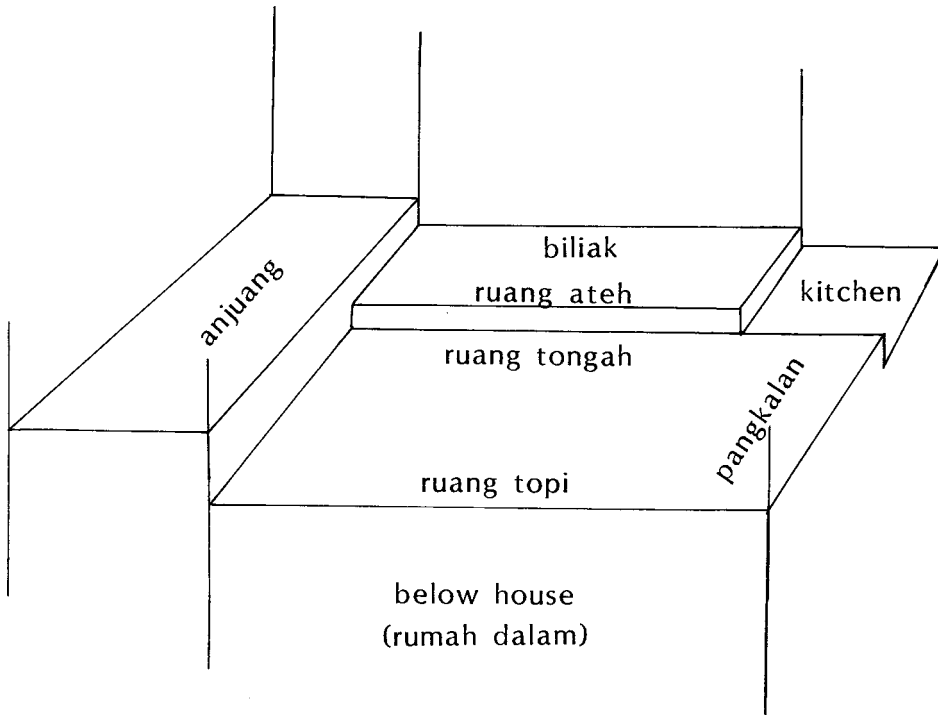 anjuang
biliak
ruang ateh
kitchen
ruang tongah
pangkalan
ruang topi
below house
(rumah dalam)